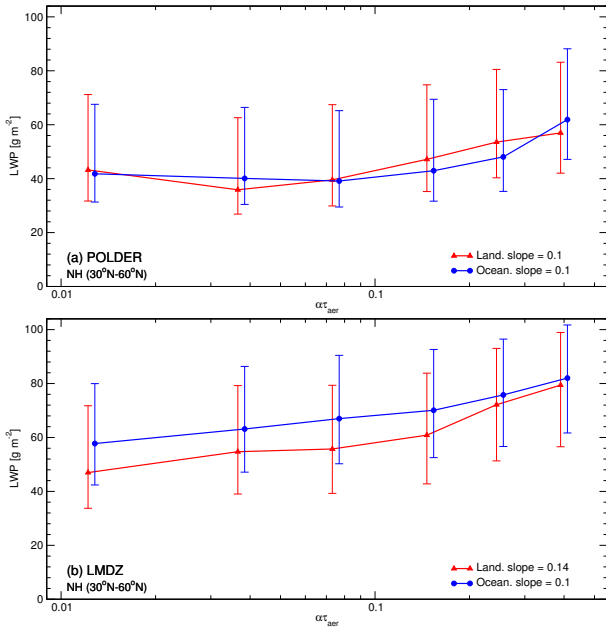 100
80
60
40
20
0
LWP [g m⁻²]
(a) POLDER
NH (30°N-60°N)
Land. slope = 0.1
Ocean. slope = 0.1
0.01
0.1
ατaer
100
80
60
40
20
0
LWP [g m⁻²]
(b) LMDZ
NH (30°N-60°N)
Land. slope = 0.14
Ocean. slope = 0.1
0.01
0.1
ατaer